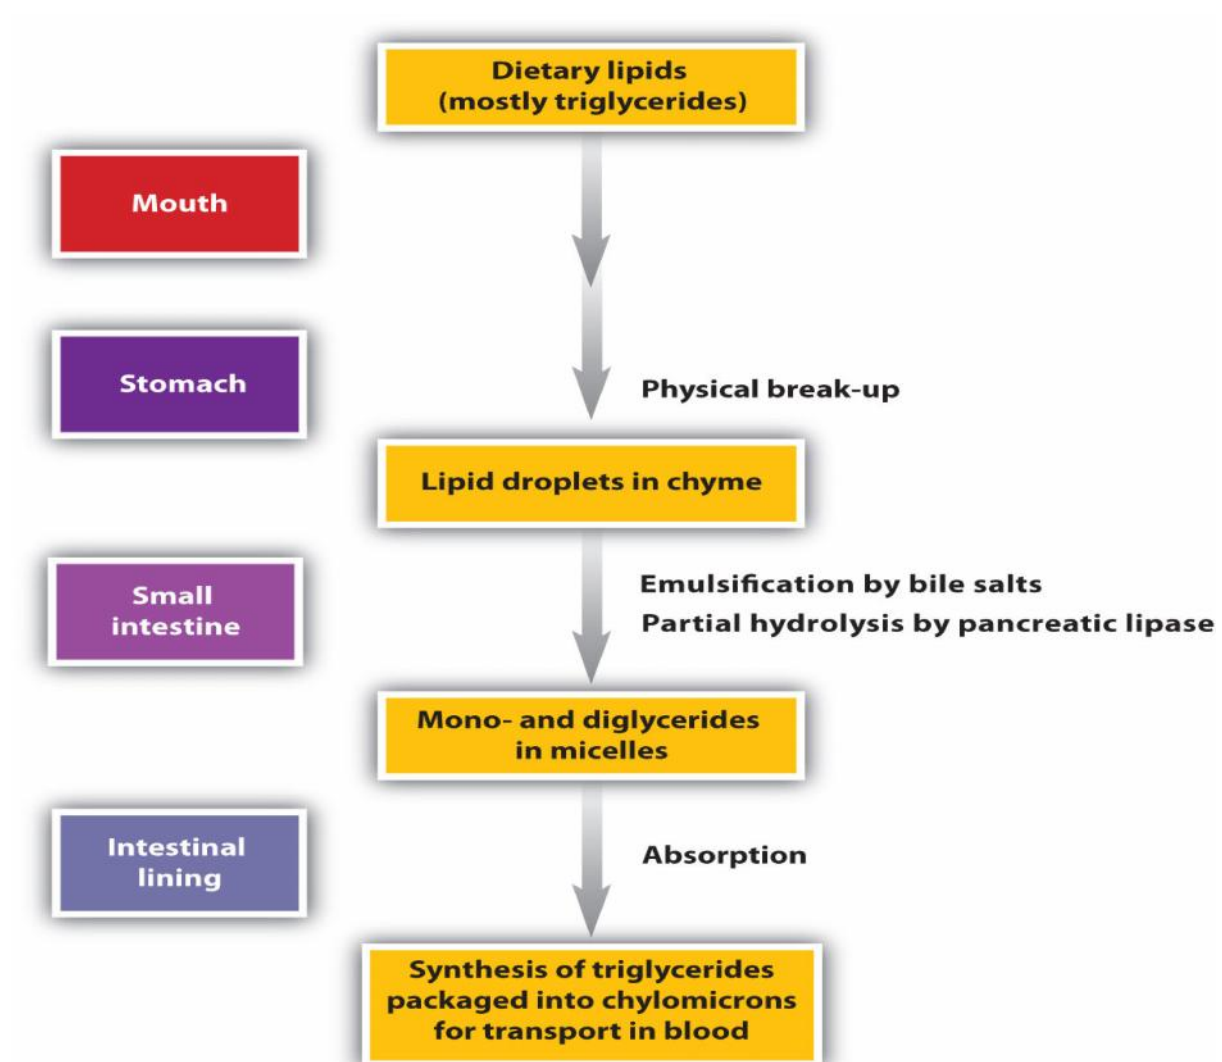 Dietary lipids
(mostly triglycerides)
Mouth
Stomach
Physical break-up
Lipid droplets in chyme
Small
intestine
Emulsification by bile salts
Partial hydrolysis by pancreatic lipase
Mono- and diglycerides
in micelles
Intestinal
lining
Absorption
Synthesis of triglycerides
packaged into chylomicrons
for transport in blood